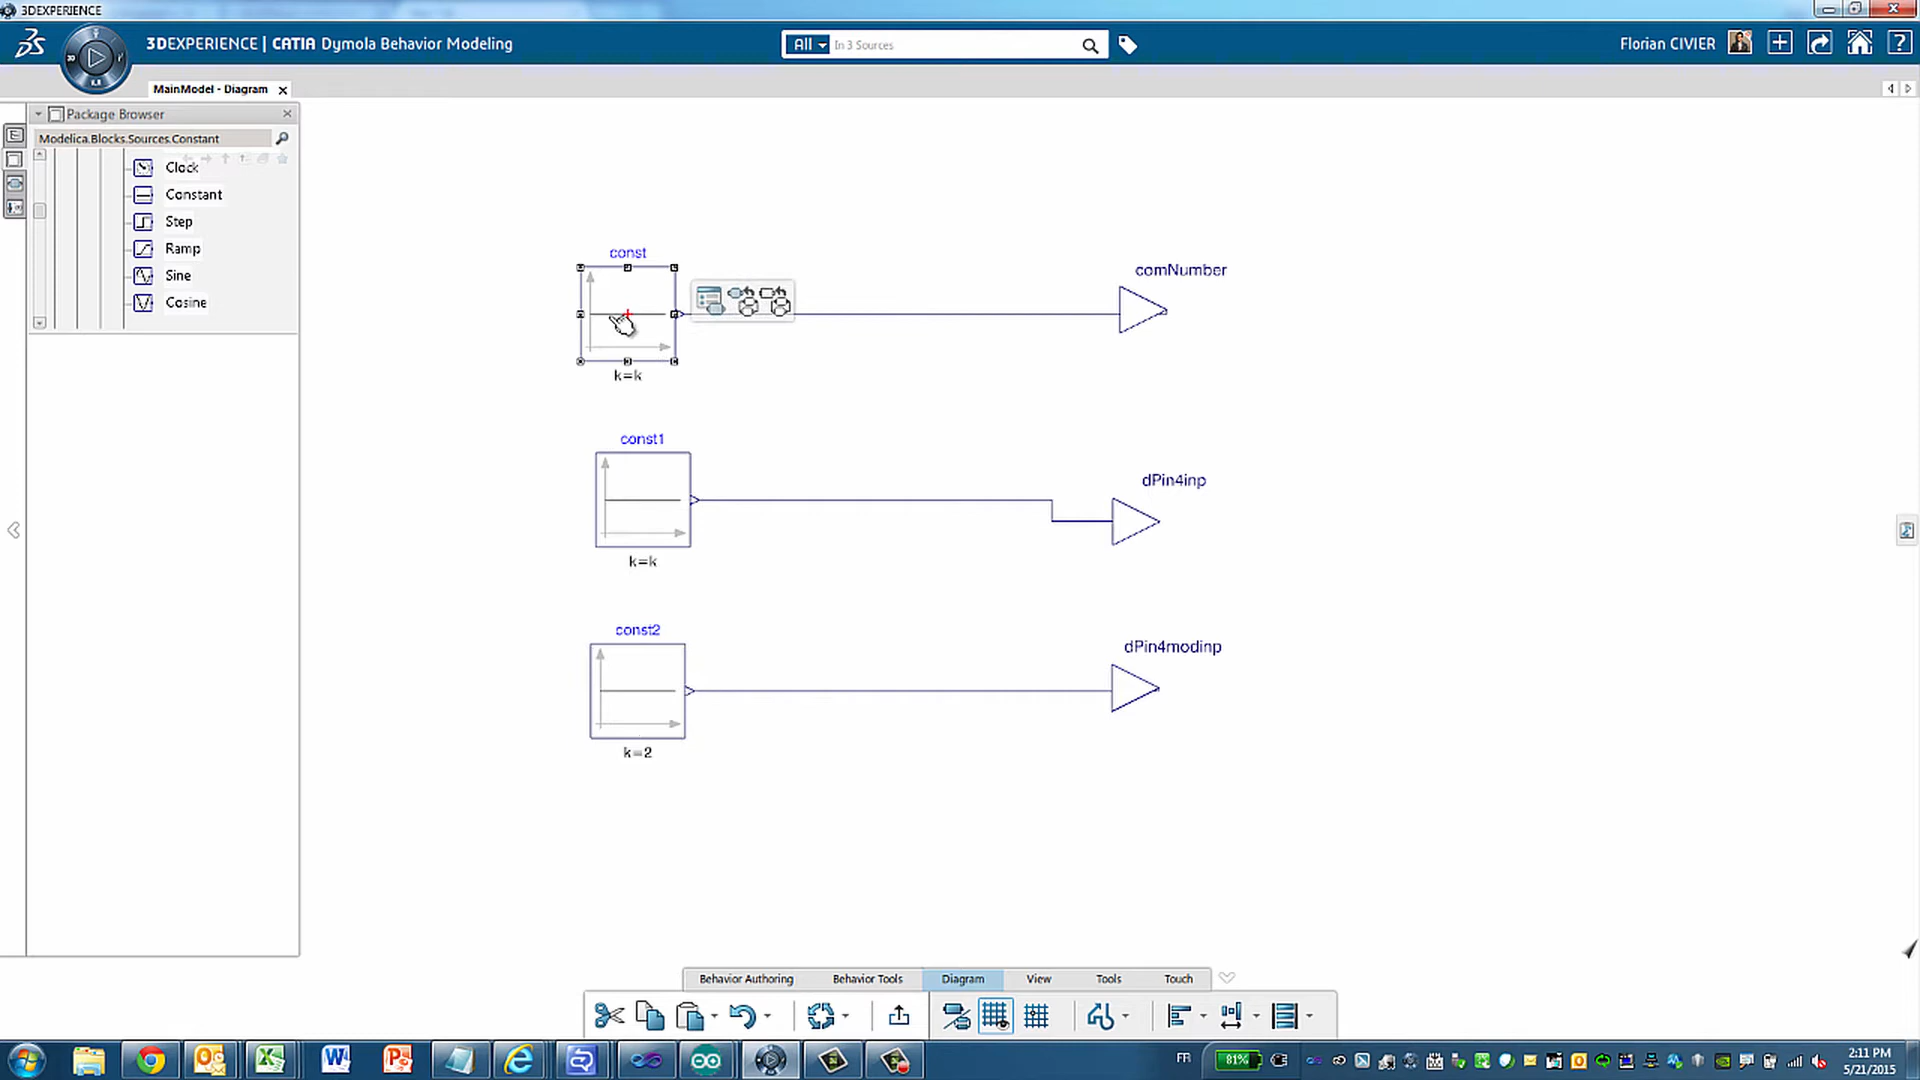 3DEXPERIENCE
3DEXPERIENCE | CATIA Dymola Behavior Modeling
All
In 3 Sources
Florian CIVIER
MainModel - Diagram
Package Browser
Modelica.Blocks.Sources.Constant
Clock
Constant
Step
Ramp
Sine
Cosine
const
k=k
comNumber
const1
k=k
dPin4inp
const2
k=2
dPin4modinp
Behavior Authoring
Behavior Tools
Diagram
View
Tools
Touch
FR
81%
2:11 PM
5/21/2015